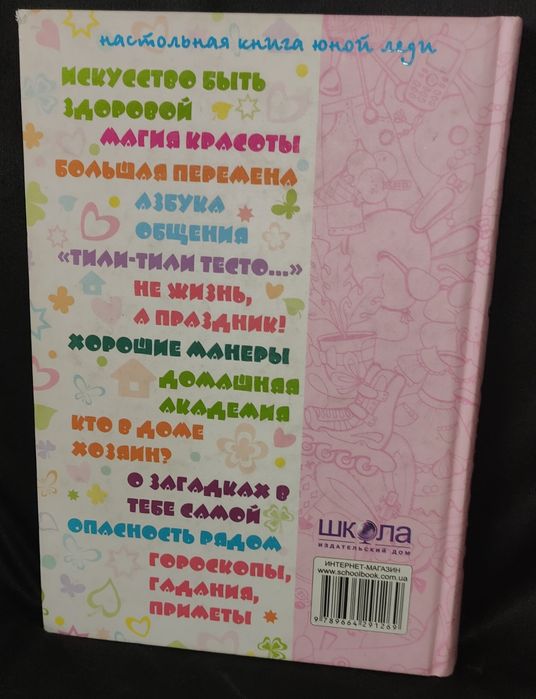 настольная книга юной леди
ИСКУССТВО БЫТЬ
ЗДОРОВОЙ
МАГИЯ КРАСОТЫ
БОЛЬШАЯ ПЕРЕМЕНА
АЗБУКА
ОБЩЕНИЯ
«ТИЛИ-ТИЛИ ТЕСТО...»
НЕ ЖИЗНЬ,
А ПРАЗДНИК!
ХОРОШИЕ МАНЕРЫ
ДОМАШНЯЯ
АКАДЕМИЯ
КТО В ДОМЕ
ХОЗЯИН?
О ЗАГАДКАХ В
ТЕБЕ САМОЙ
ОПАСНОСТЬ РЯДОМ
ГОРОСКОПЫ,
ГАДАНИЯ,
ПРИМЕТЫ
ШКОЛА
ИЗДАТЕЛЬСКИЙ ДОМ
ИНТЕРНЕТ-МАГАЗИН
www.schoolbook.com.ua
9789664291269